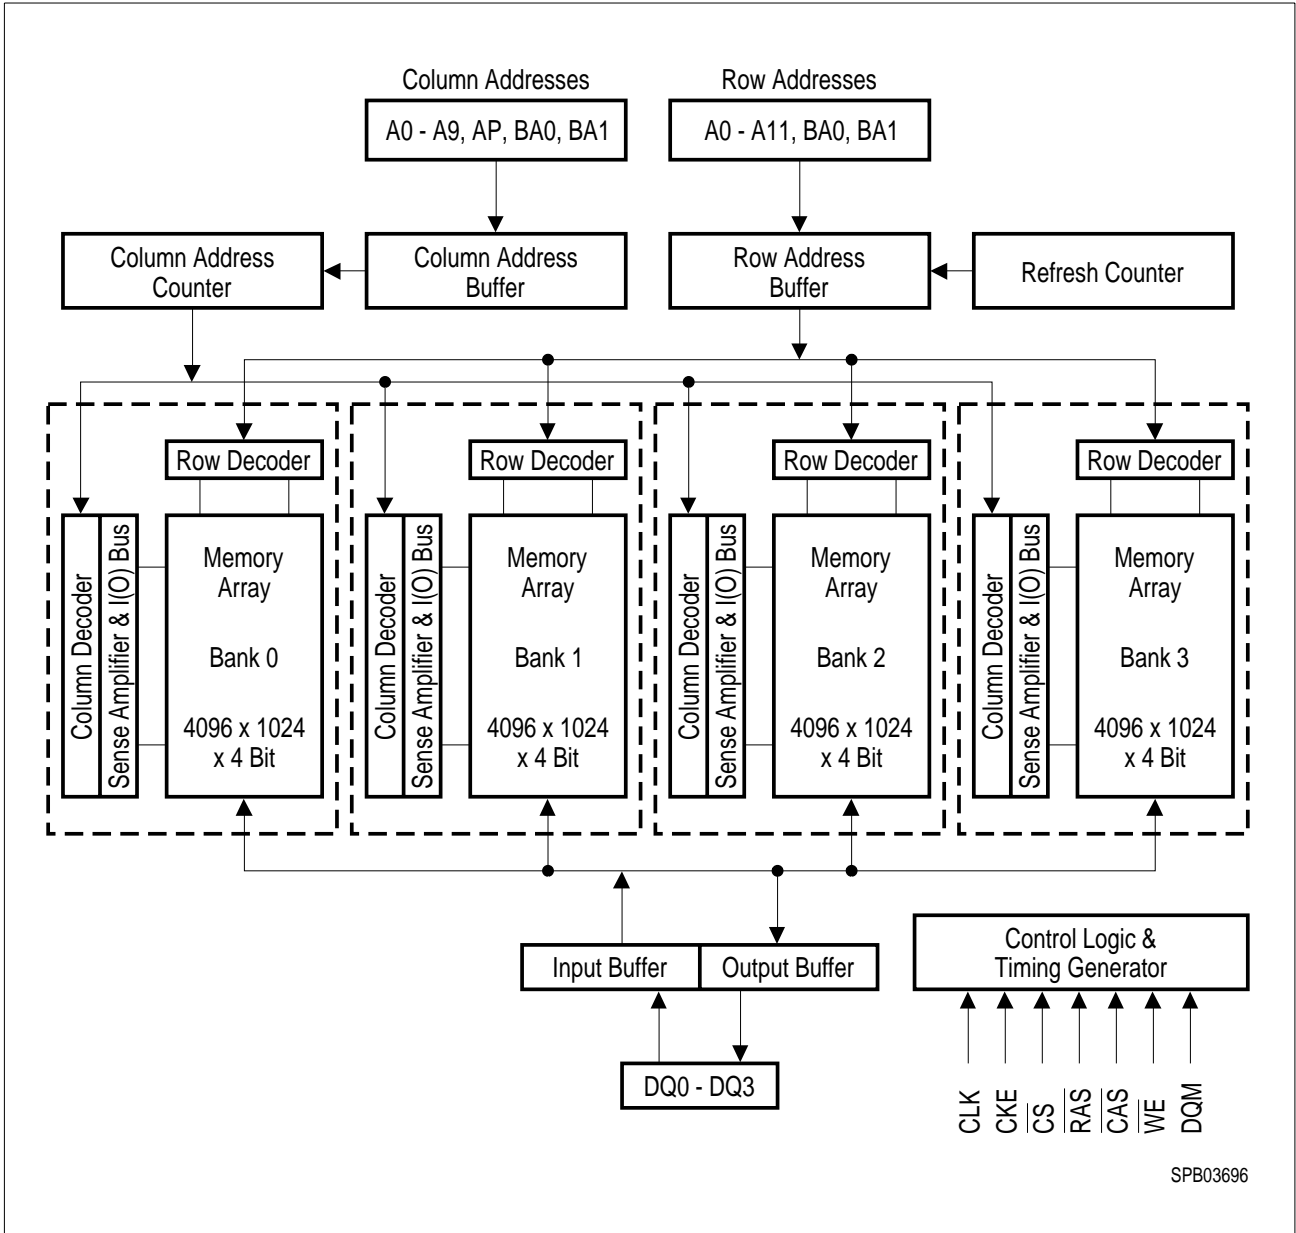 Column Addresses
Row Addresses
A0 - A9, AP, BA0, BA1
A0 - A11, BA0, BA1
Column Address
Counter
Column Address
Buffer
Row Address
Buffer
Refresh Counter
Row Decoder
Row Decoder
Row Decoder
Row Decoder
Column Decoder
Sense Amplifier & I(O) Bus
Memory
Array
Bank 0
4096 x 1024
x 4 Bit
Column Decoder
Sense Amplifier & I(O) Bus
Memory
Array
Bank 1
4096 x 1024
x 4 Bit
Column Decoder
Sense Amplifier & I(O) Bus
Memory
Array
Bank 2
4096 x 1024
x 4 Bit
Column Decoder
Sense Amplifier & I(O) Bus
Memory
Array
Bank 3
4096 x 1024
x 4 Bit
Input Buffer
Output Buffer
Control Logic &
Timing Generator
DQ0 - DQ3
CLK
CKE
C̅S̅
R̅A̅S̅
C̅A̅S̅
W̅E̅
DQM
SPB03696